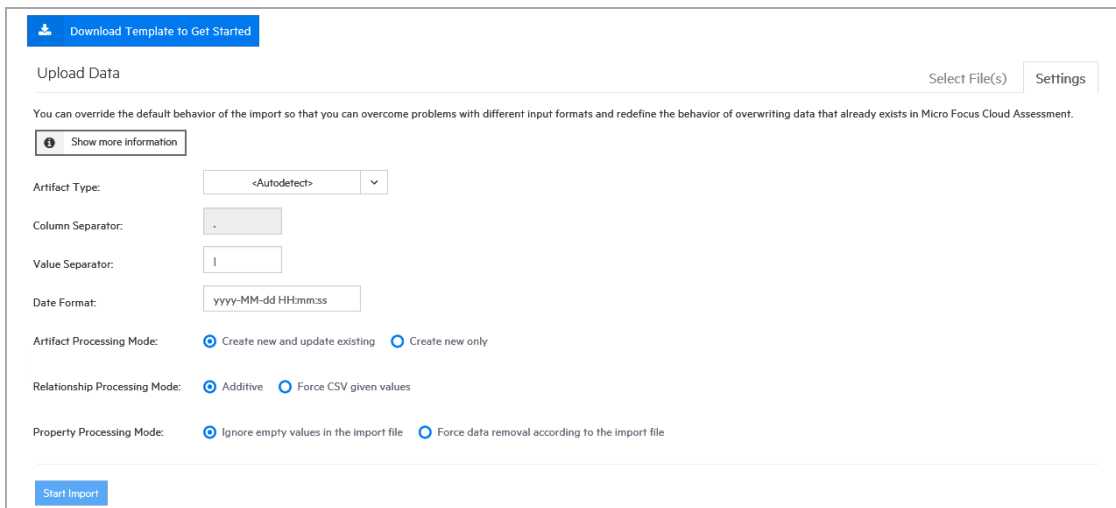 Download Template to Get Started
Upload Data
Select File(s) Settings
You can override the default behavior of the import so that you can overcome problems with different input formats and redefine the behavior of overwriting data that already exists in Micro Focus Cloud Assessment.
Show more information
Artifact Type: <Autodetect>
Column Separator: ,
Value Separator: |
Date Format: yyyy-MM-dd HH:mm:ss
Artifact Processing Mode: Create new and update existing Create new only
Relationship Processing Mode: Additive Force CSV given values
Property Processing Mode: Ignore empty values in the import file Force data removal according to the import file
Start Import